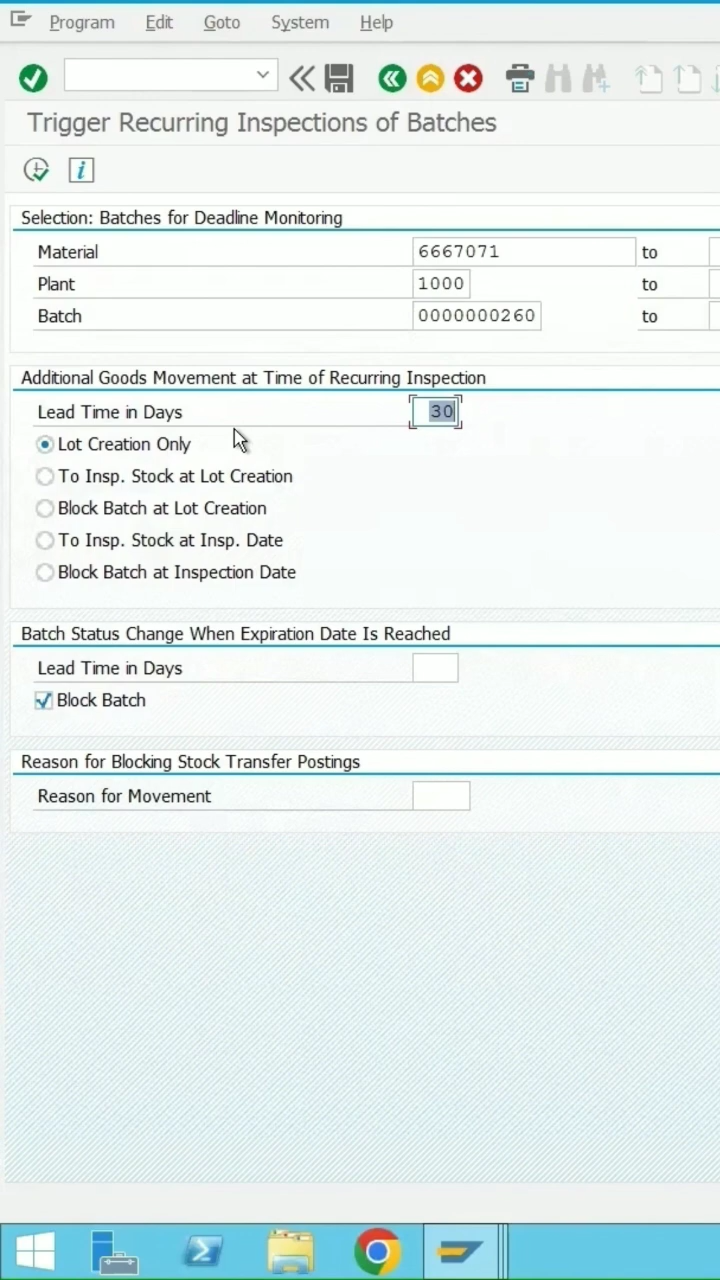 Program Edit Goto System Help
Trigger Recurring Inspections of Batches
i
Selection: Batches for Deadline Monitoring
Material 6667071 to
Plant 1000 to
Batch 0000000260 to
Additional Goods Movement at Time of Recurring Inspection
Lead Time in Days 30
Lot Creation Only
To Insp. Stock at Lot Creation
Block Batch at Lot Creation
To Insp. Stock at Insp. Date
Block Batch at Inspection Date
Batch Status Change When Expiration Date Is Reached
Lead Time in Days
Block Batch
Reason for Blocking Stock Transfer Postings
Reason for Movement